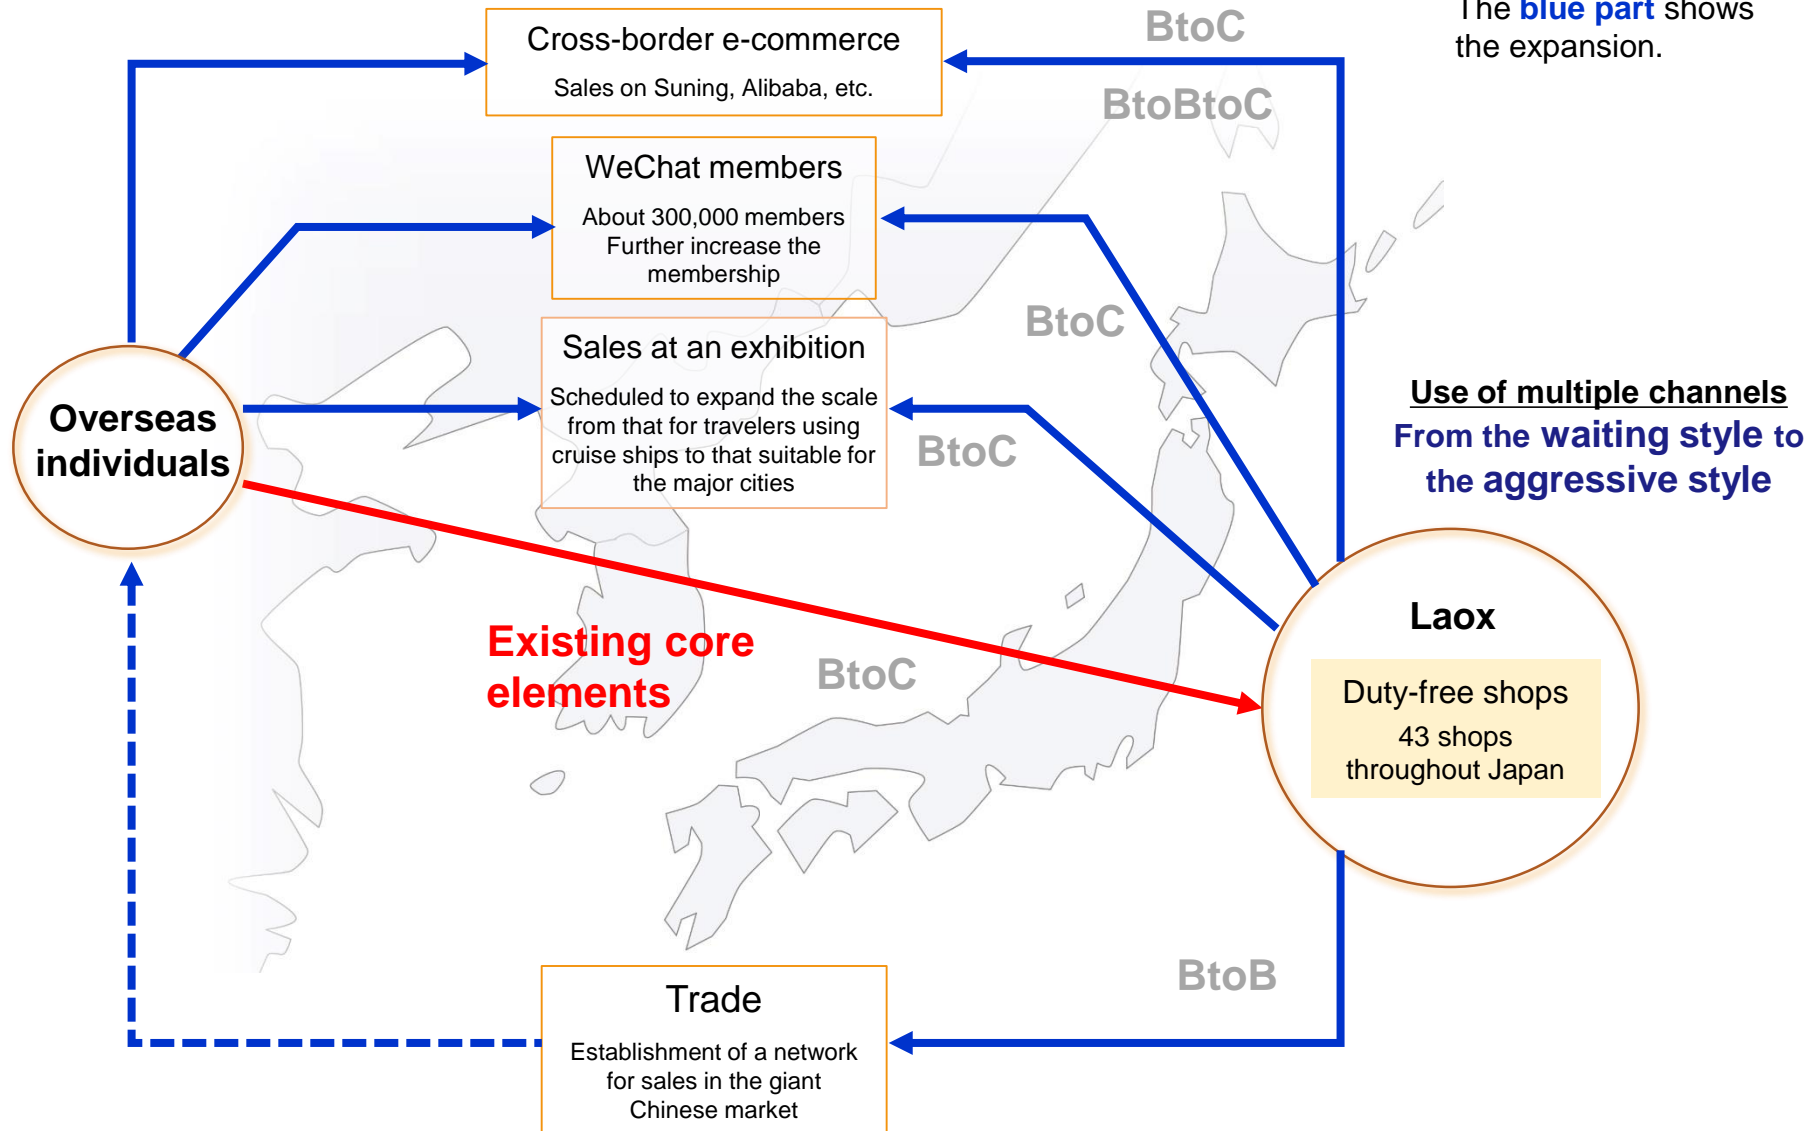 The blue part shows
the expansion.
Cross-border e-commerce
Sales on Suning, Alibaba, etc.
BtoC
BtoBtoC
WeChat members
About 300,000 members
Further increase the
membership
BtoC
Sales at an exhibition
Scheduled to expand the scale
from that for travelers using
cruise ships to that suitable for
the major cities
BtoC
Overseas
individuals
Use of multiple channels
From the waiting style to
the aggressive style
Existing core
elements
BtoC
Laox
Duty-free shops
43 shops
throughout Japan
BtoB
Trade
Establishment of a network
for sales in the giant
Chinese market